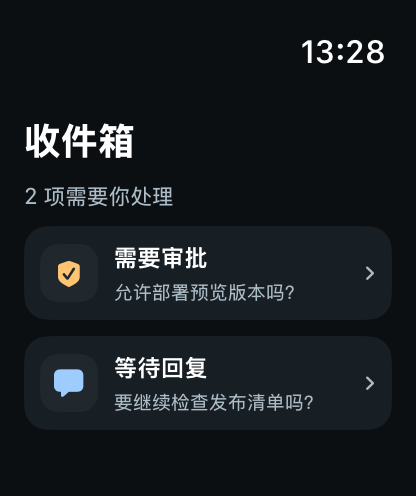 13:28
收件箱
2 项需要你处理
需要审批
允许部署预览版本吗?
等待回复
要继续检查发布清单吗?